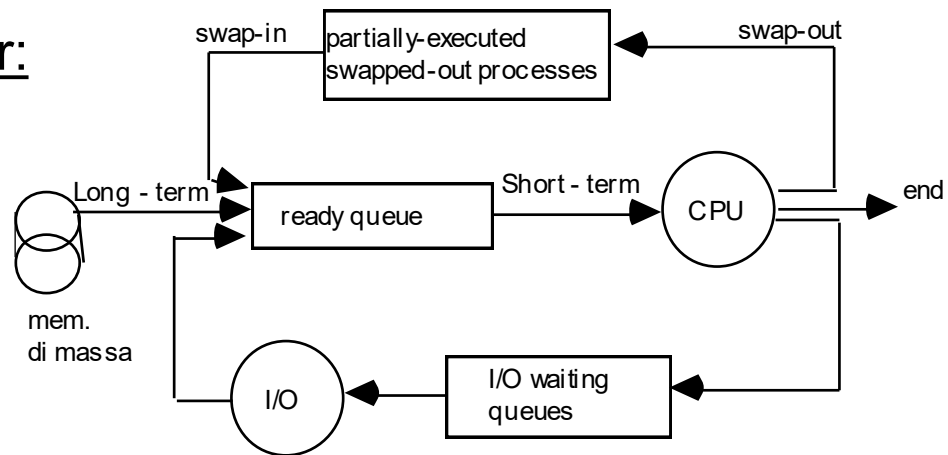 r:
swap-in
partially-executed
swapped-out processes
swap-out
Long - term
ready queue
Short - term
CPU
end
mem.
di massa
I/O
I/O waiting
queues